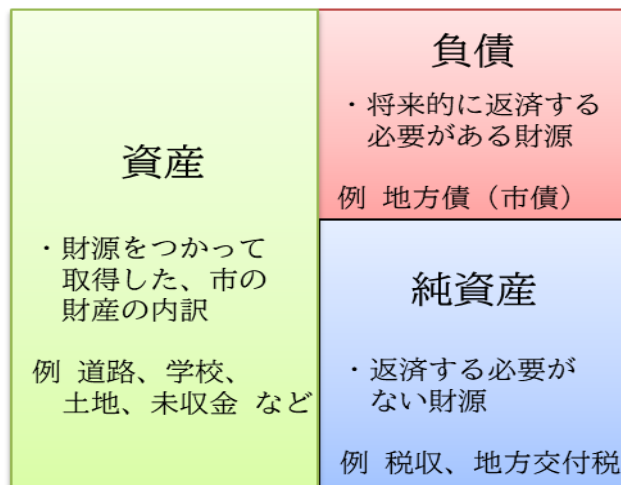 資産
・財源をつかって
取得した、市の
財産の内訳
例 道路、学校、
土地、未収金 など
負債
・将来的に返済する
必要がある財源
例 地方債（市債）
純資産
・返済する必要が
ない財源
例 税収、地方交付税